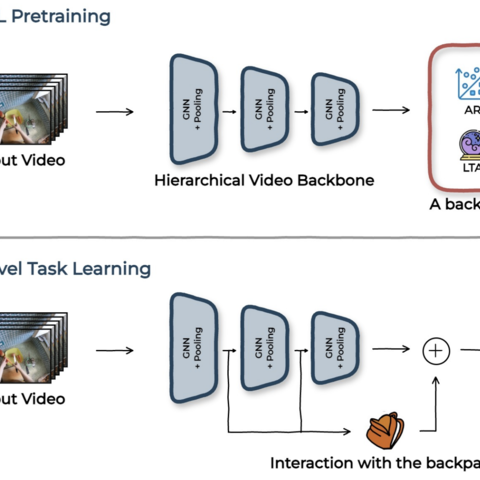 L Pretraining
GNN
+ Pooling
GNN
+ Pooling
GNN
+ Pooling
AR
LTA
out Video
Hierarchical Video Backbone
A back
vel Task Learning
GNN
+ Pooling
GNN
+ Pooling
GNN
+ Pooling
+
out Video
Interaction with the backpa